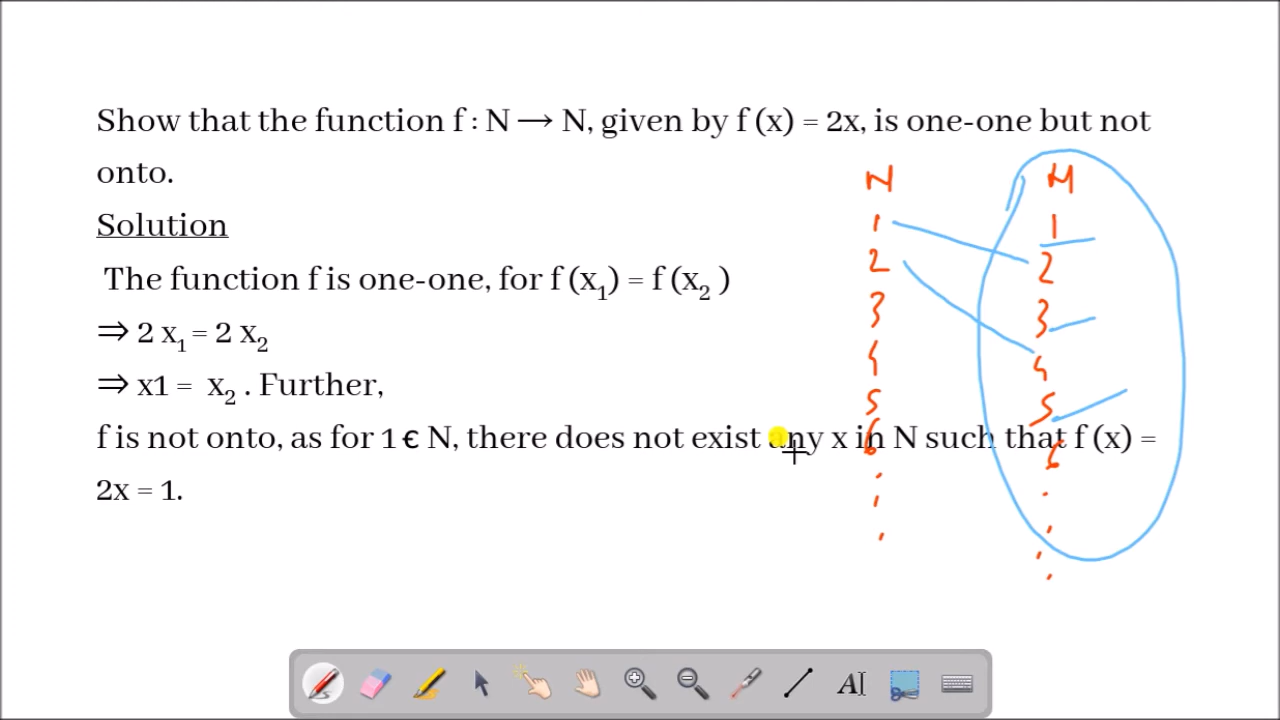 Show that the function f : N ⟶ N, given by f (x) = 2x, is one-one but not
onto.
Solution
The function f is one-one, for f (x₁) = f (x₂ )
⇒ 2 x₁ = 2 x₂
⇒ x1 = x₂ . Further,
f is not onto, as for 1 € N, there does not exist any x in N such that f (x) =
2x = 1.
N N
1 1
2 2
3 3
4 4
5 5
6 6
AI